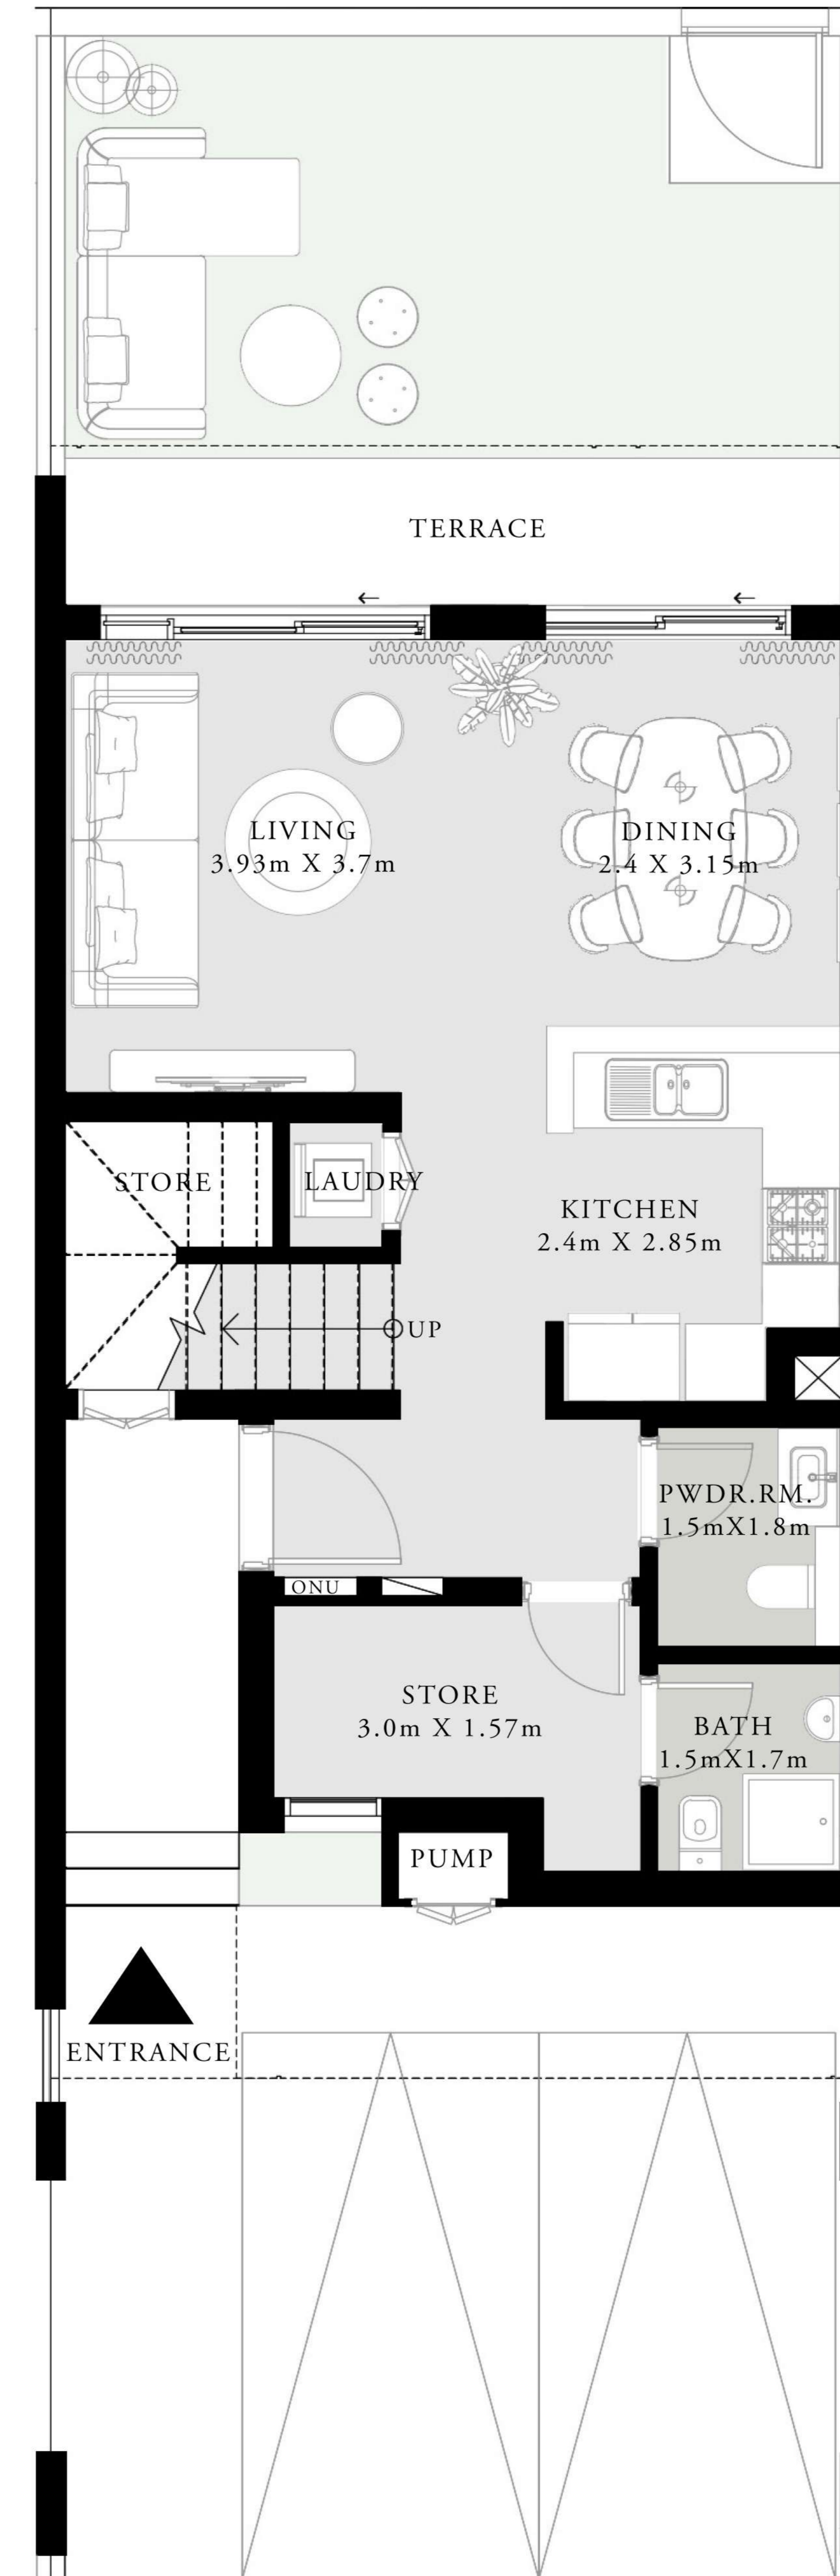 TERRACE
LIVING
3.93m X 3.7m
DINING
2.4 X 3.15m
STORE
LAUDRY
KITCHEN
2.4m X 2.85m
UP
PWDR.RM.
1.5mX1.8m
ONU
STORE
3.0m X 1.57m
BATH
1.5mX1.7m
PUMP
ENTRANCE